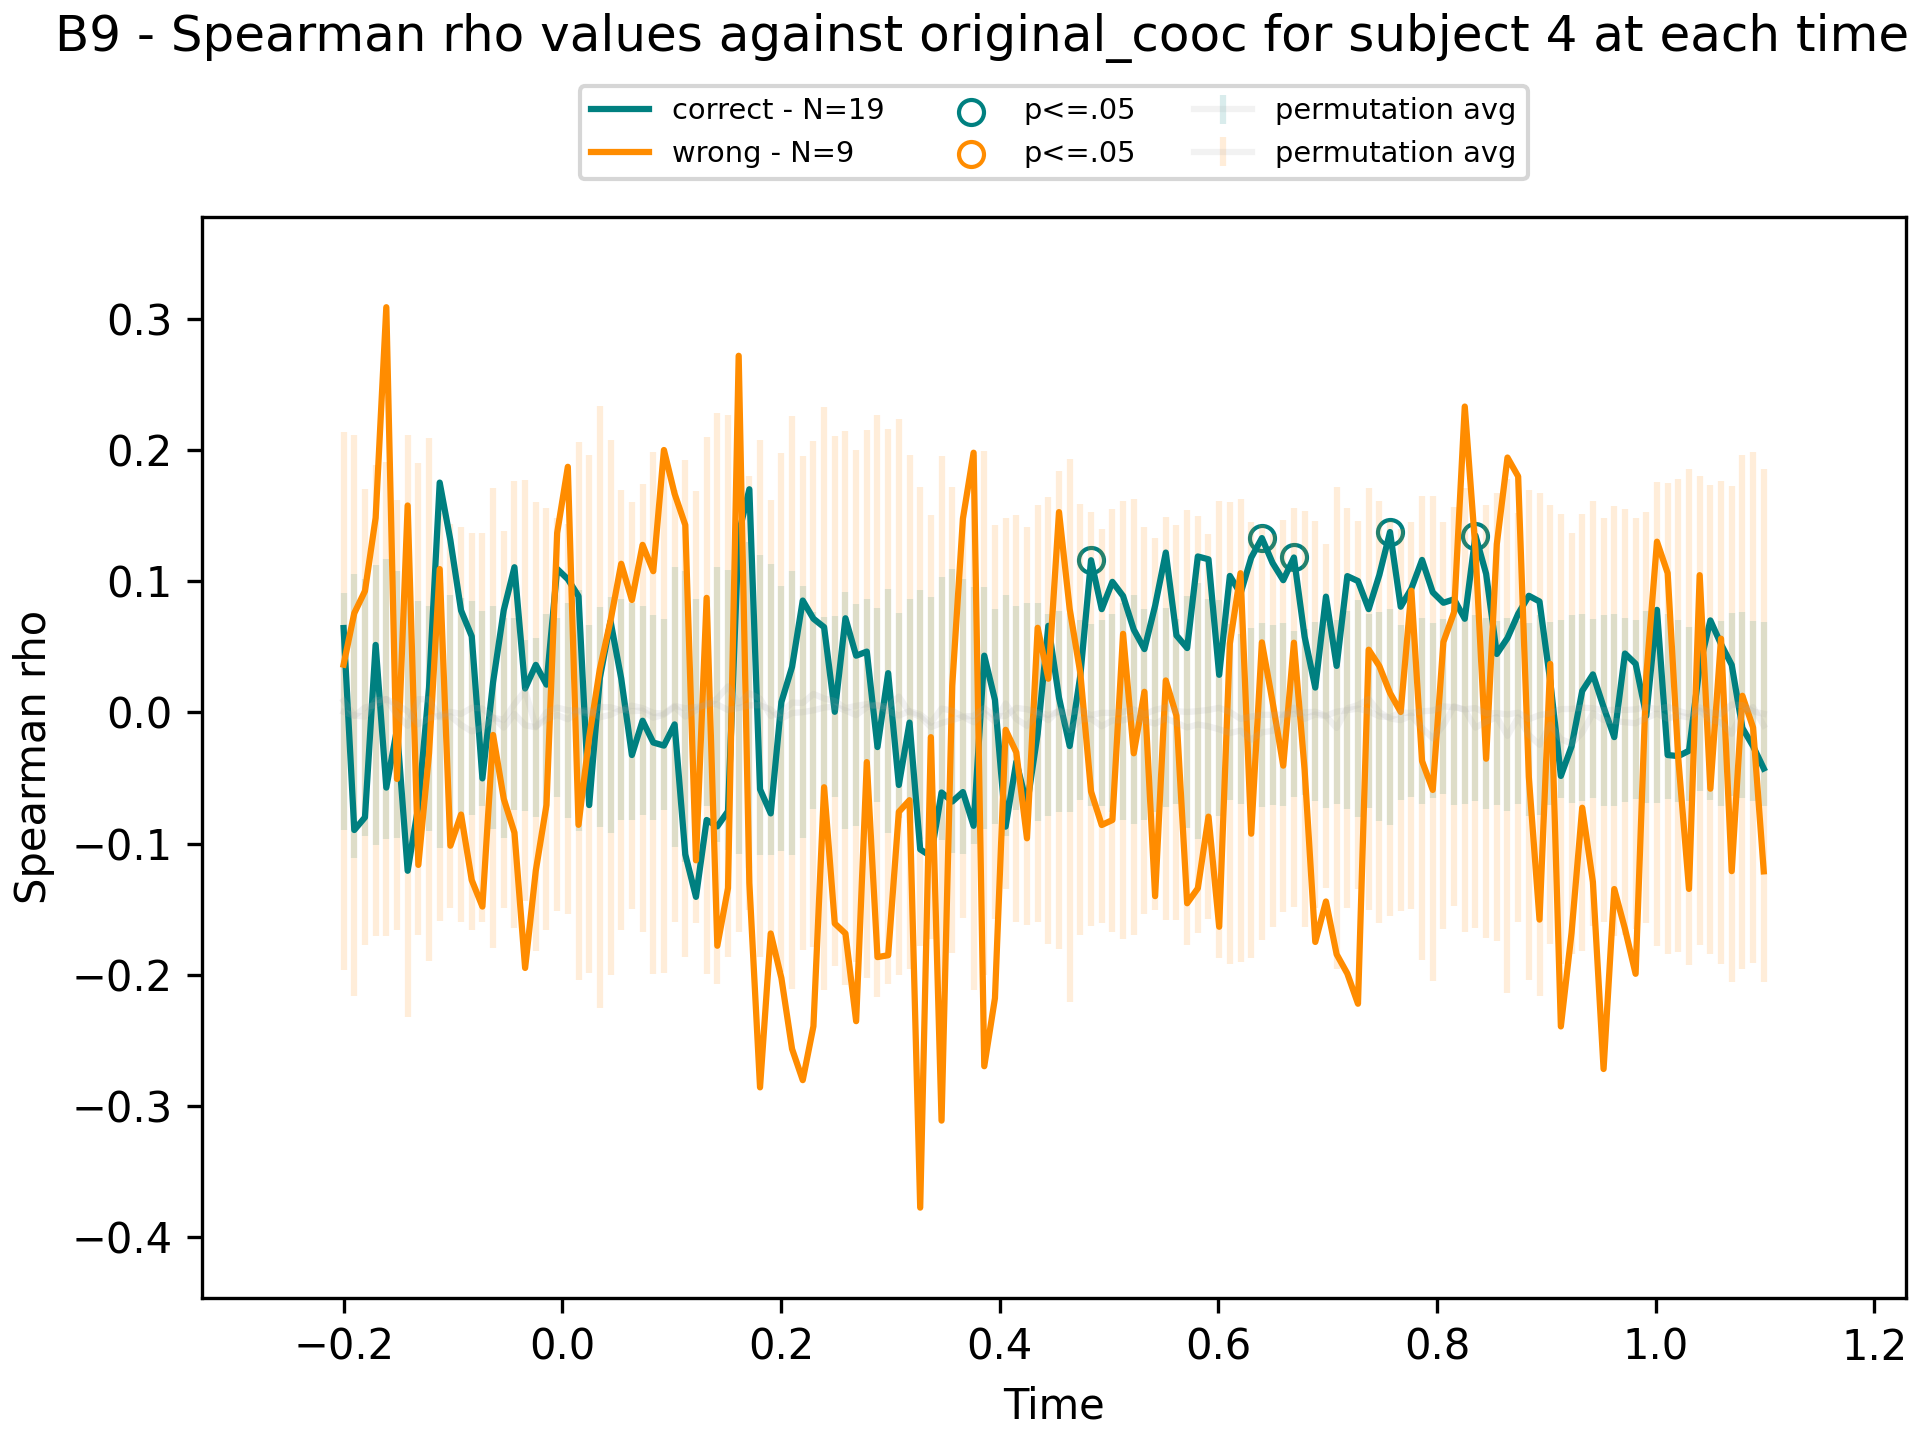 B9 - Spearman rho values against original_cooc for subject 4 at each time
correct - N=19
wrong - N=9
p<=.05
p<=.05
permutation avg
permutation avg
Spearman rho
0.3
0.2
0.1
0.0
−0.1
−0.2
−0.3
−0.4
−0.2 0.0 0.2 0.4 0.6 0.8 1.0 1.2
Time